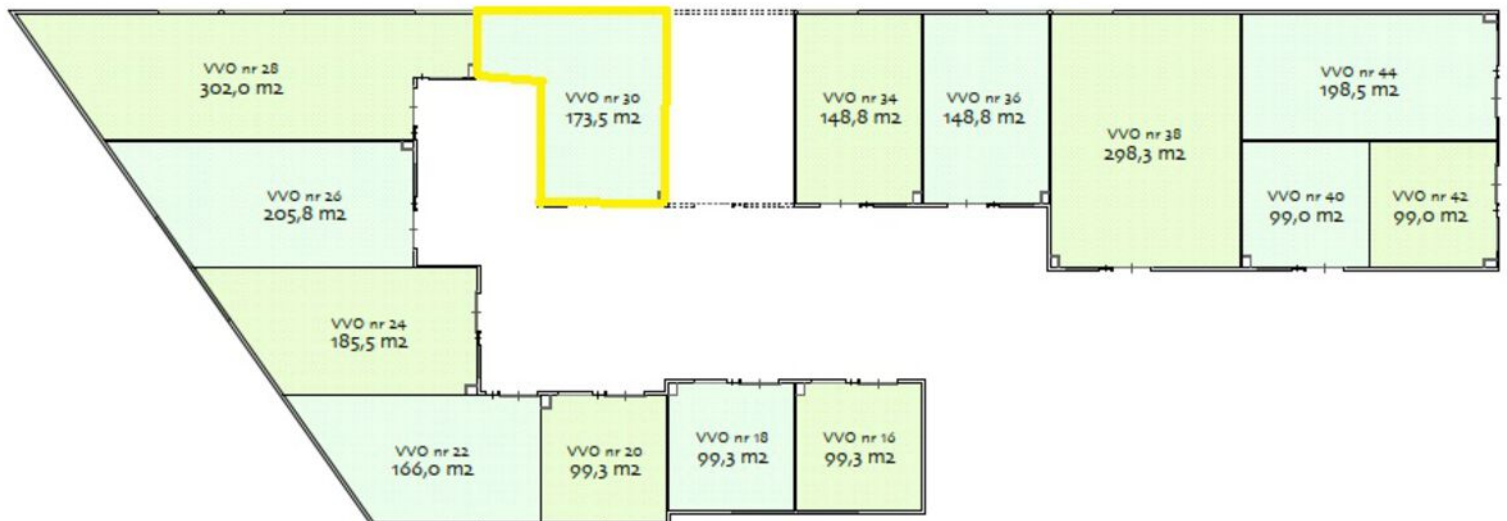 VVO nr 28
302,0 m2
VVO nr 30
173,5 m2
VVO nr 34
148,8 m2
VVO nr 36
148,8 m2
VVO nr 38
298,3 m2
VVO nr 44
198,5 m2
VVO nr 26
205,8 m2
VVO nr 40
99,0 m2
VVO nr 42
99,0 m2
VVO nr 24
185,5 m2
VVO nr 22
166,0 m2
VVO nr 20
99,3 m2
VVO nr 18
99,3 m2
VVO nr 16
99,3 m2